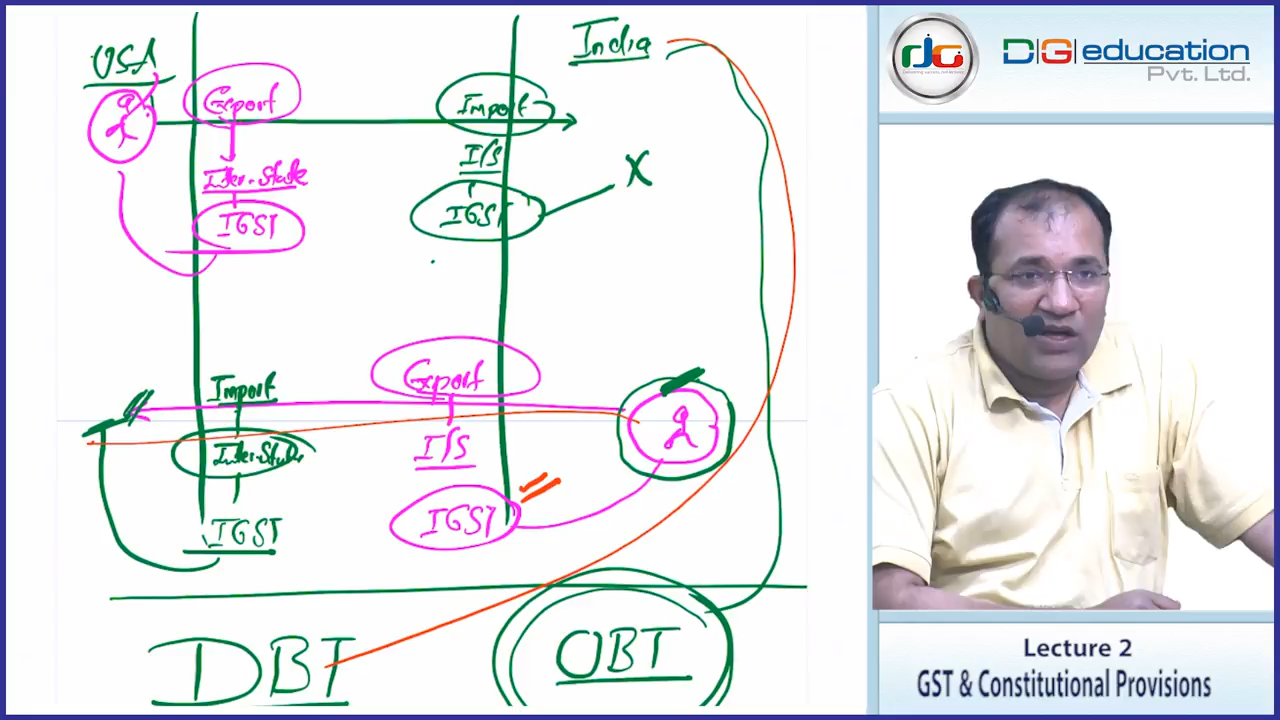 USA
Export
Inter-State
IGST
Import
I/S
IGST
X
India
Import
Inter-State
IGST
Export
I/S
IGST
DBT
OBT
DG education
Pvt. Ltd.
Lecture 2
GST & Constitutional Provisions